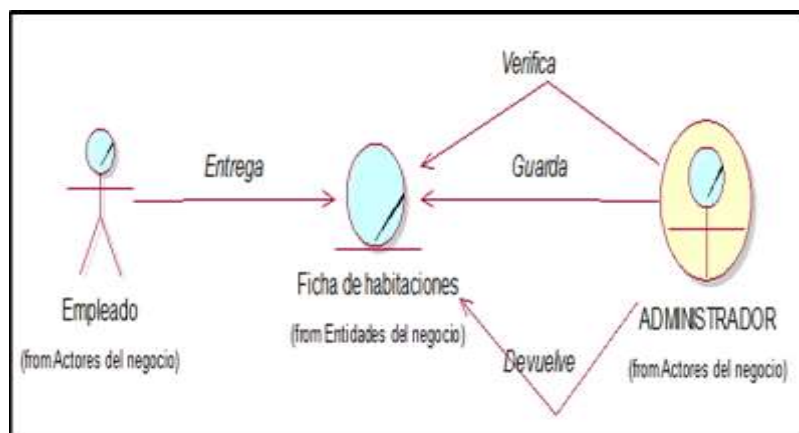 Verifica
Entrega
Guarda
Ficha de habitaciones
(from Entidades del negocio)
Empleado
(from Actores del negocio)
ADMINISTRADOR
(from Actores del negocio)
Devuelve